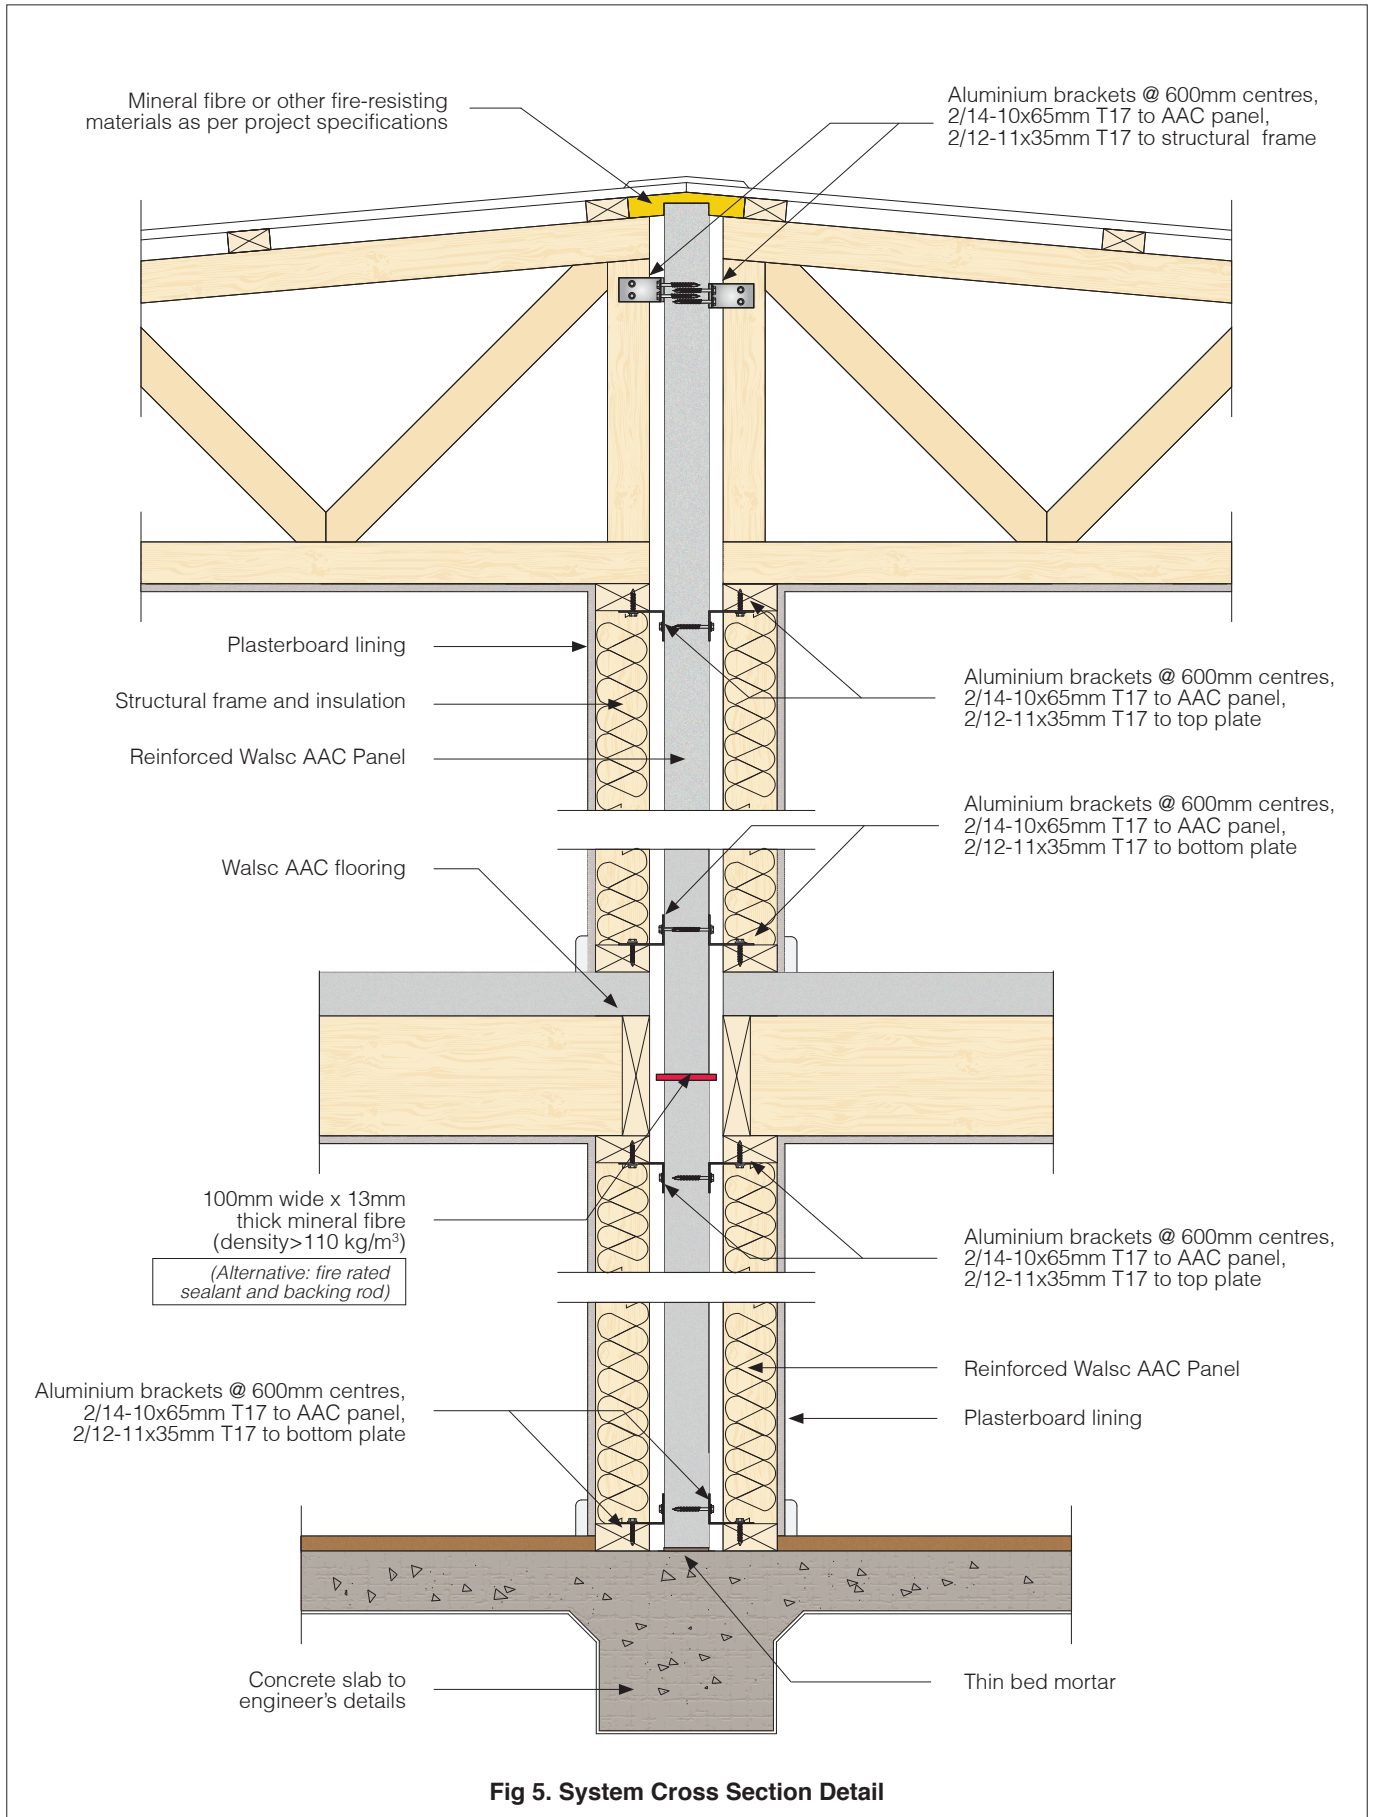 Mineral fibre or other fire-resisting
materials as per project specifications
Aluminium brackets @ 600mm centres,
2/14-10x65mm T17 to AAC panel,
2/12-11x35mm T17 to structural frame
Plasterboard lining
Structural frame and insulation
Reinforced Walsc AAC Panel
Aluminium brackets @ 600mm centres,
2/14-10x65mm T17 to AAC panel,
2/12-11x35mm T17 to top plate
Aluminium brackets @ 600mm centres,
2/14-10x65mm T17 to AAC panel,
2/12-11x35mm T17 to bottom plate
Walsc AAC flooring
100mm wide x 13mm
thick mineral fibre
(density>110 kg/m³)
(Alternative: fire rated
sealant and backing rod)
Aluminium brackets @ 600mm centres,
2/14-10x65mm T17 to AAC panel,
2/12-11x35mm T17 to top plate
Reinforced Walsc AAC Panel
Plasterboard lining
Aluminium brackets @ 600mm centres,
2/14-10x65mm T17 to AAC panel,
2/12-11x35mm T17 to bottom plate
Concrete slab to
engineer's details
Thin bed mortar
Fig 5. System Cross Section Detail